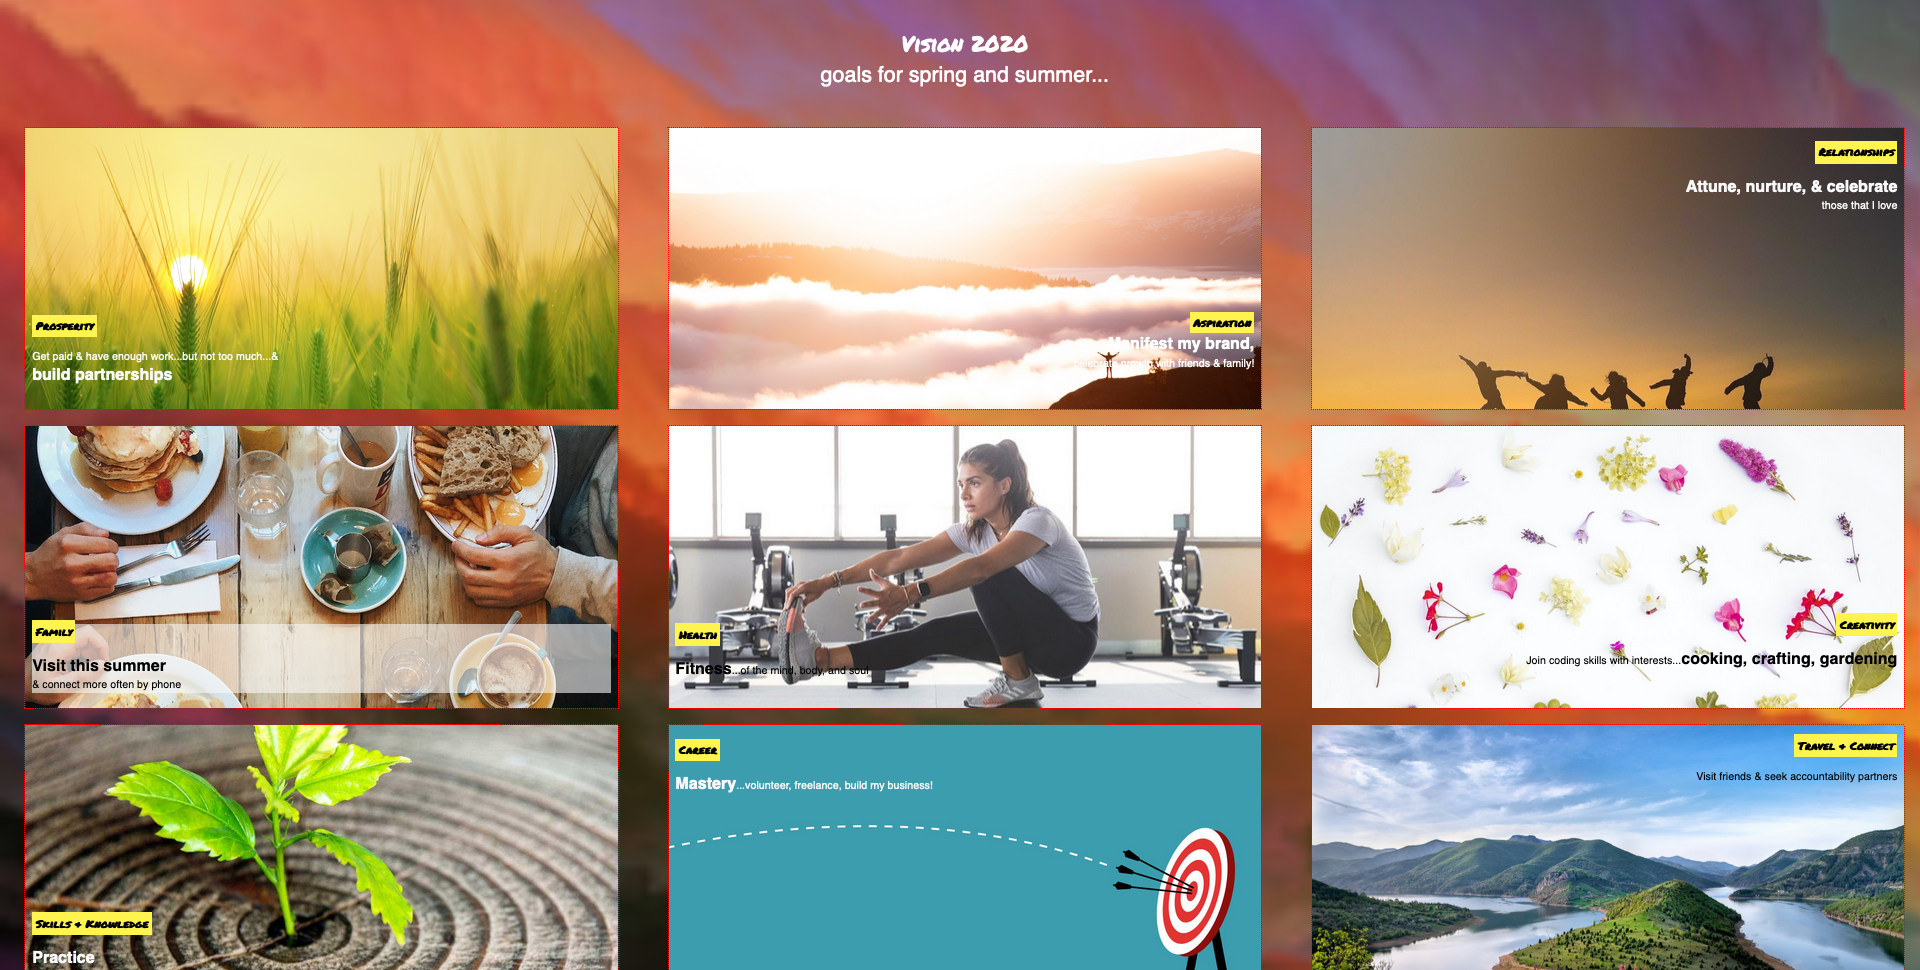 Vision 2020
goals for spring and summer...
Prosperity
Get paid & have enough work...but not too much...&
build partnerships
Aspiration
Manifest my brand,
celebrate growth with friends & family!
Relationships
Attune, nurture, & celebrate
those that I love
Family
Visit this summer
& connect more often by phone
Health
Fitness...of the mind, body, and soul
Creativity
Join coding skills with interests...cooking, crafting, gardening
Skills & Knowledge
Practice
Career
Mastery...volunteer, freelance, build my business!
Travel & Connect
Visit friends & seek accountability partners